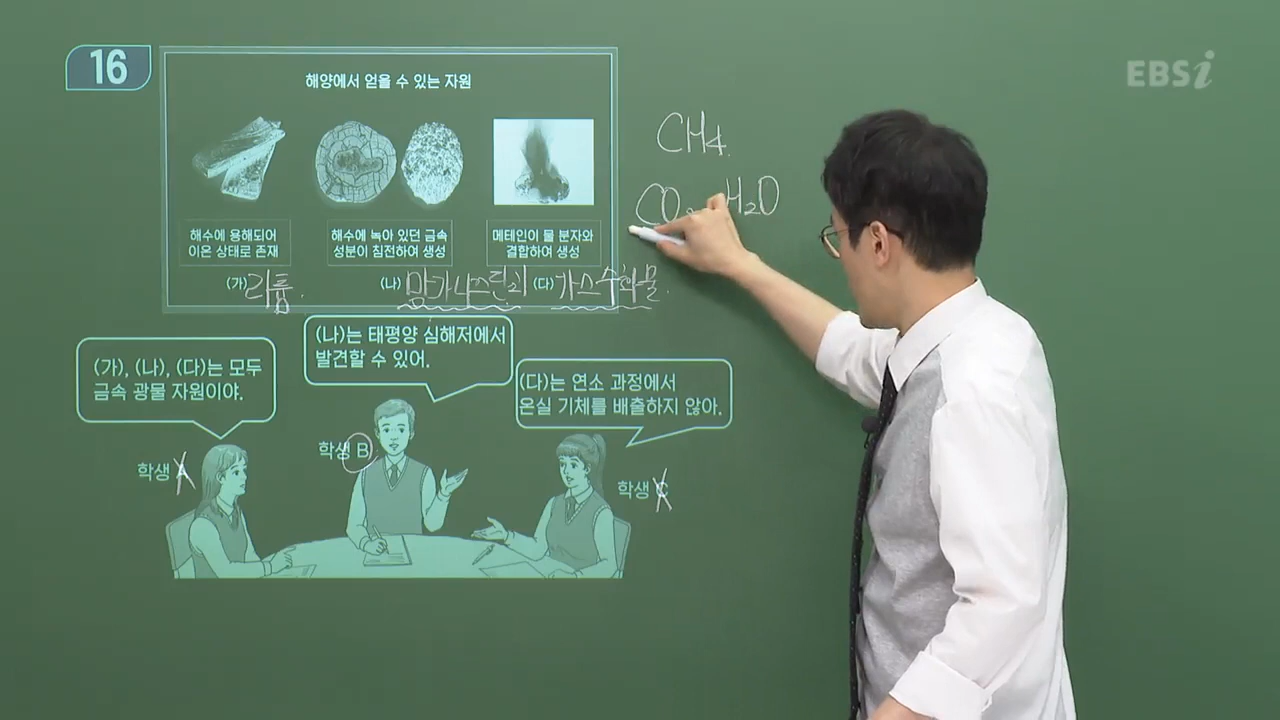 16
EBSi
해양에서 얻을 수 있는 자원
해수에 용해되어
이온 상태로 존재
해수에 녹아 있던 금속
성분이 침전하여 생성
메테인이 물 분자와
결합하여 생성
(가) 리튬.
(나) 망가니즈단괴
(다) 가스수화물.
CH4.
CO2 H2O
(가), (나), (다)는 모두
금속 광물 자원이야.
(나)는 태평양 심해저에서
발견할 수 있어.
(다)는 연소 과정에서
온실 기체를 배출하지 않아.
학생 A
학생 B
학생 C